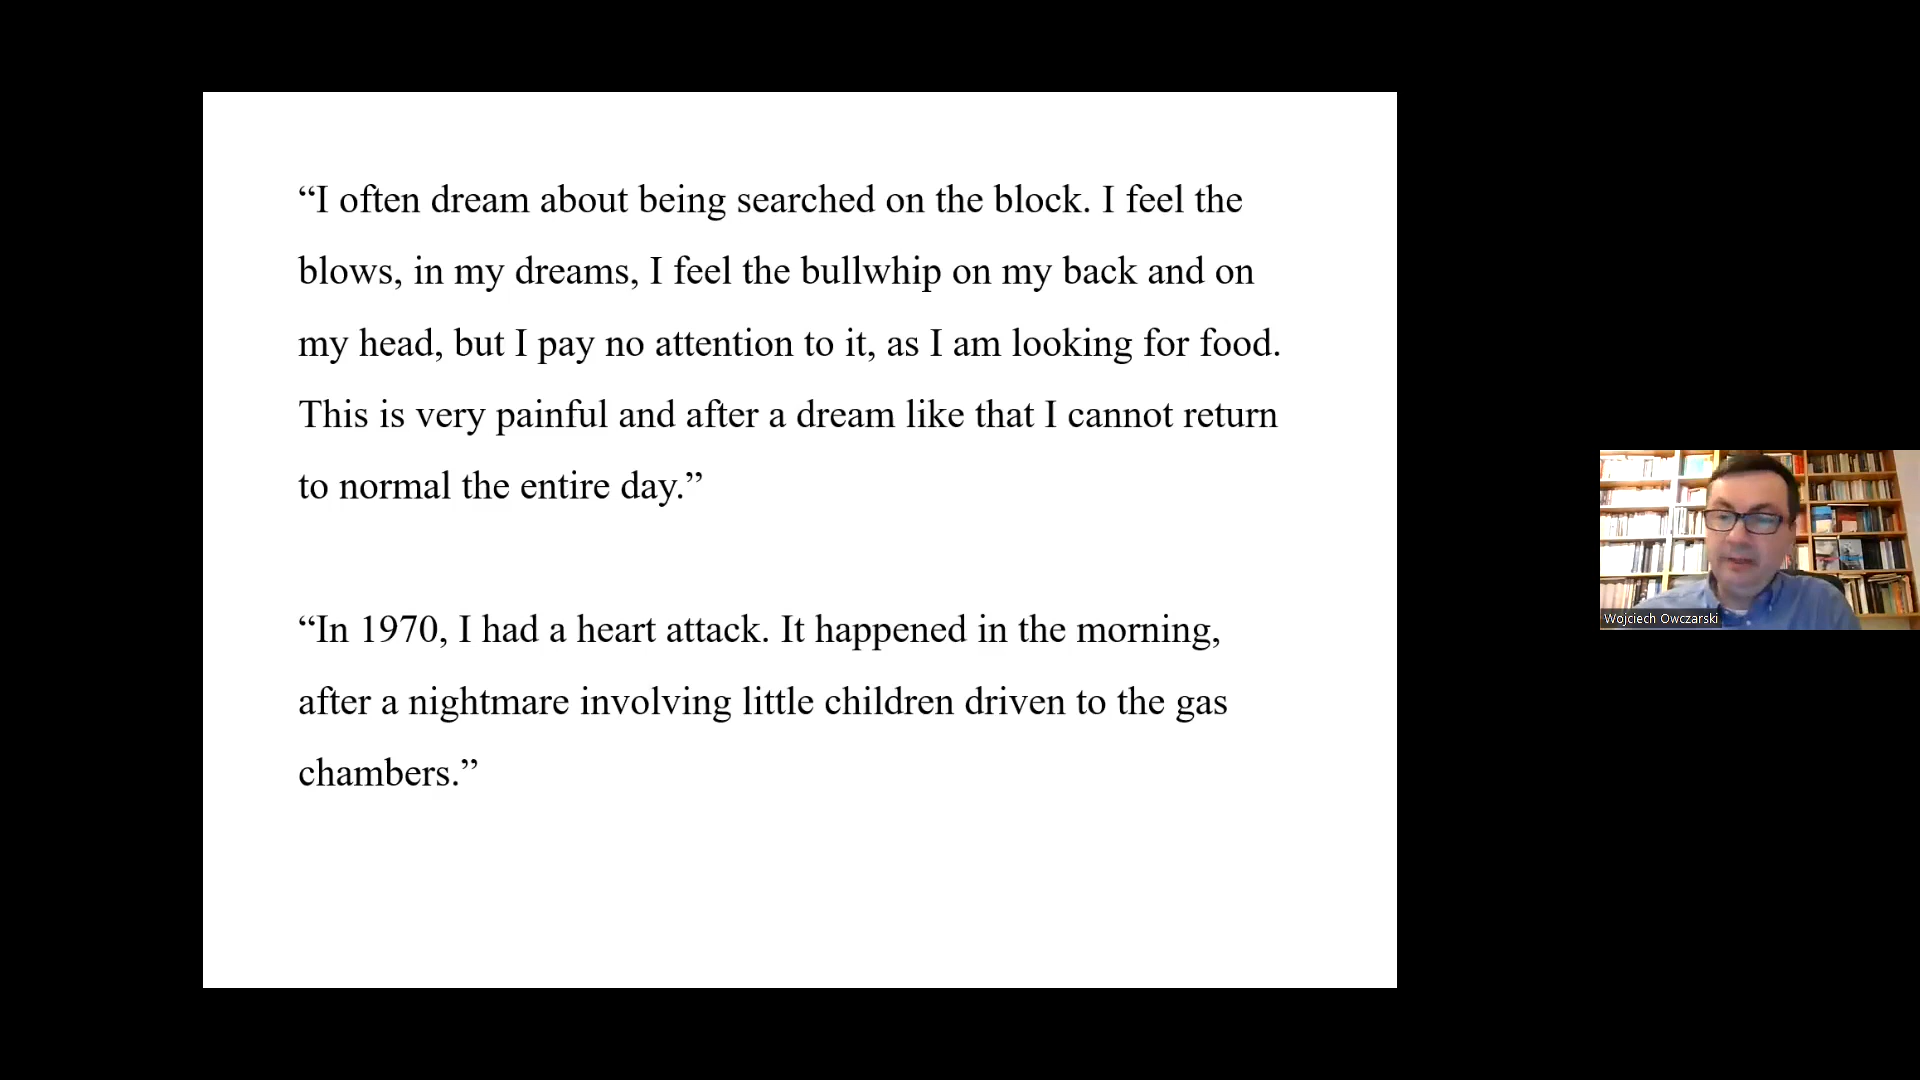 “I often dream about being searched on the block. I feel the
blows, in my dreams, I feel the bullwhip on my back and on
my head, but I pay no attention to it, as I am looking for food.
This is very painful and after a dream like that I cannot return
to normal the entire day.”
“In 1970, I had a heart attack. It happened in the morning,
after a nightmare involving little children driven to the gas
chambers.”
Wojciech Owczarski